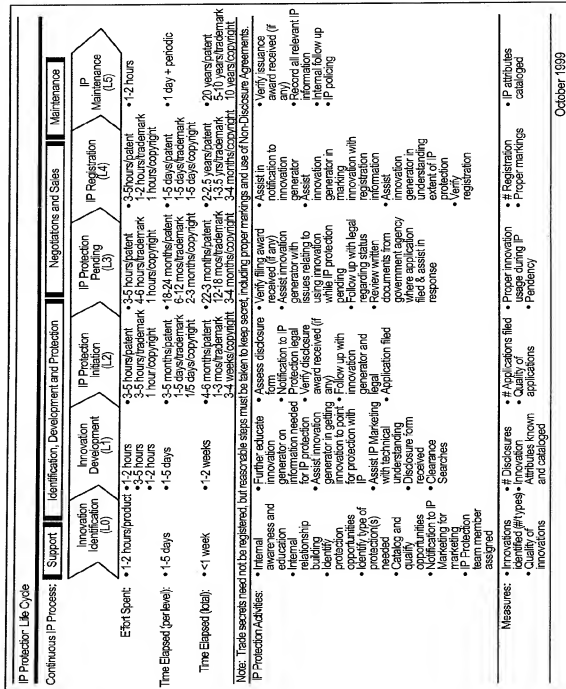 IP Protection Life Cycle
Continuous IP Process:
Support
Identification, Development and Protection
Negotiations and Sales
Maintenance
Innovation
Identification
(L0)
Innovation
Development
(L1)
IP Protection
Initiation
(L2)
IP Protection
Pending
(L3)
IP Registration
(L4)
IP
Maintenance
(L5)
Effort Spent:
• 1-2 hours/product
• 1-2 hours
• 3-5 hours
• 1-2 hours
• 3-5 hours/patent
3-5 hours/trademark
1 hour/copyright
• 3-5 hours/patent
4-6 hours/trademark
1 hours/copyright
• 3-5hours/patent
1-2 hours/trademark
1 hours/copyright
• 1-2 hours
Time Elapsed (per level):
• 1-5 days
• 1-5 days
• 3-5 months/patent
1-3 days/trademark
1/5 days/copyright
• 18-24 months/patent
6-12 mos/trademark
2-3 months/copyright
• 1-5 days/patent
1-5 days/trademark
1-5 days/copyright
• 1 day + periodic
Time Elapsed (total):
• <1 week
• 1-2 weeks
• 4-6 months/patent
1-3 mos/trademark
3-4 weeks/copyright
• 22-3 months/patent
12-18 mos/trademark
3-4 months/copyright
• 2-2.5 years/patent
1-3.5 yrs/trademark
3-4 months/copyright
• 20 years/patent
5-10 years/trademark
10 years/copyright
Note: Trade secrets need not be registered, but reasonable steps must be taken to keep secret, including proper markings and use of Non-Disclosure Agreements.
IP Protection Activities:
• Internal
awareness and
education
• Internal
relationship
building
• Identify
protection
opportunities
• Identify type of
protection(s)
needed
• Catalog and
qualify
opportunities
• Notification to IP
Marketing for
marketing
• IP Protection
team member
assigned
• Further educate
innovation
generator on
information needed
for IP protection
• Assist innovation
generator in getting
innovation to point
for protection with
IP
• Assist IP Marketing
with technical
understanding
• Disclosure form
received
• Clearance
Searches
• Assess disclosure
form
• Notification to IP
Protection legal
• Verify disclosure
award received (if
any)
• Follow up with
innovation
generator and
legal
• Application filed
• Verify filing award
received (if any)
• Assist innovation
generator with
issues relating to
using innovation
while IP protection
pending
• Follow up with legal
regarding status
• Review written
documents from
government agency
where application
filed & assist in
response
• Assist in
notification to
innovation
generator
• Assist
innovation
generator in
marking
innovation with
registration
information
• Assist
innovation
generator in
understanding
extent of IP
protection
• Verify
registration
• Verify issuance
award received (if
any)
• Record all relevant IP
information
• Internal follow up
• IP policing
Measures:
• Innovations
identified (#/types)
• Quality of
innovations
• # Disclosures
• Innovation
Attributes known
and cataloged
• # Applications filed
• Quality of
applications
• Proper innovation
usage during IP
• Pendency
• # Registration
• Proper markings
• IP attributes
cataloged
October 1999